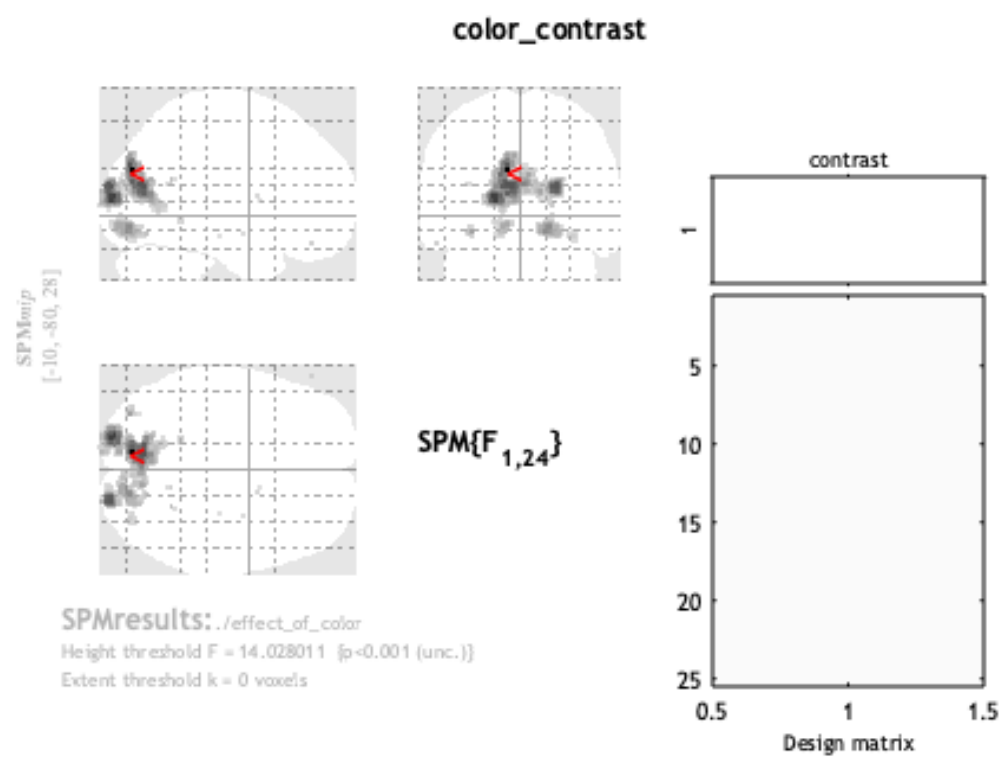 color_contrast
SPMmip
[-10, -80, 28]
<
<
<
SPM{F1,24}
SPMresults: ./effect_of_color
Height threshold F = 14.028011 {p<0.001 (unc.)}
Extent threshold k = 0 voxels
contrast
1
5
10
15
20
25
0.5 1 1.5
Design matrix